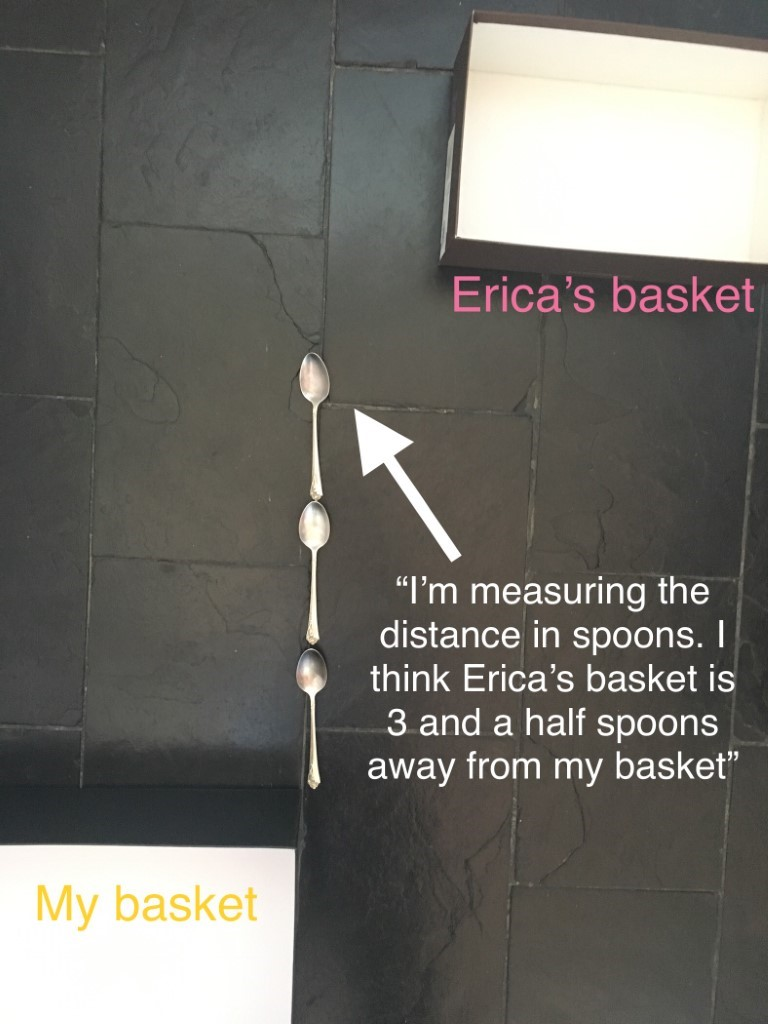 Erica’s basket
“I’m measuring the
distance in spoons. I
think Erica’s basket is
3 and a half spoons
away from my basket”
My basket